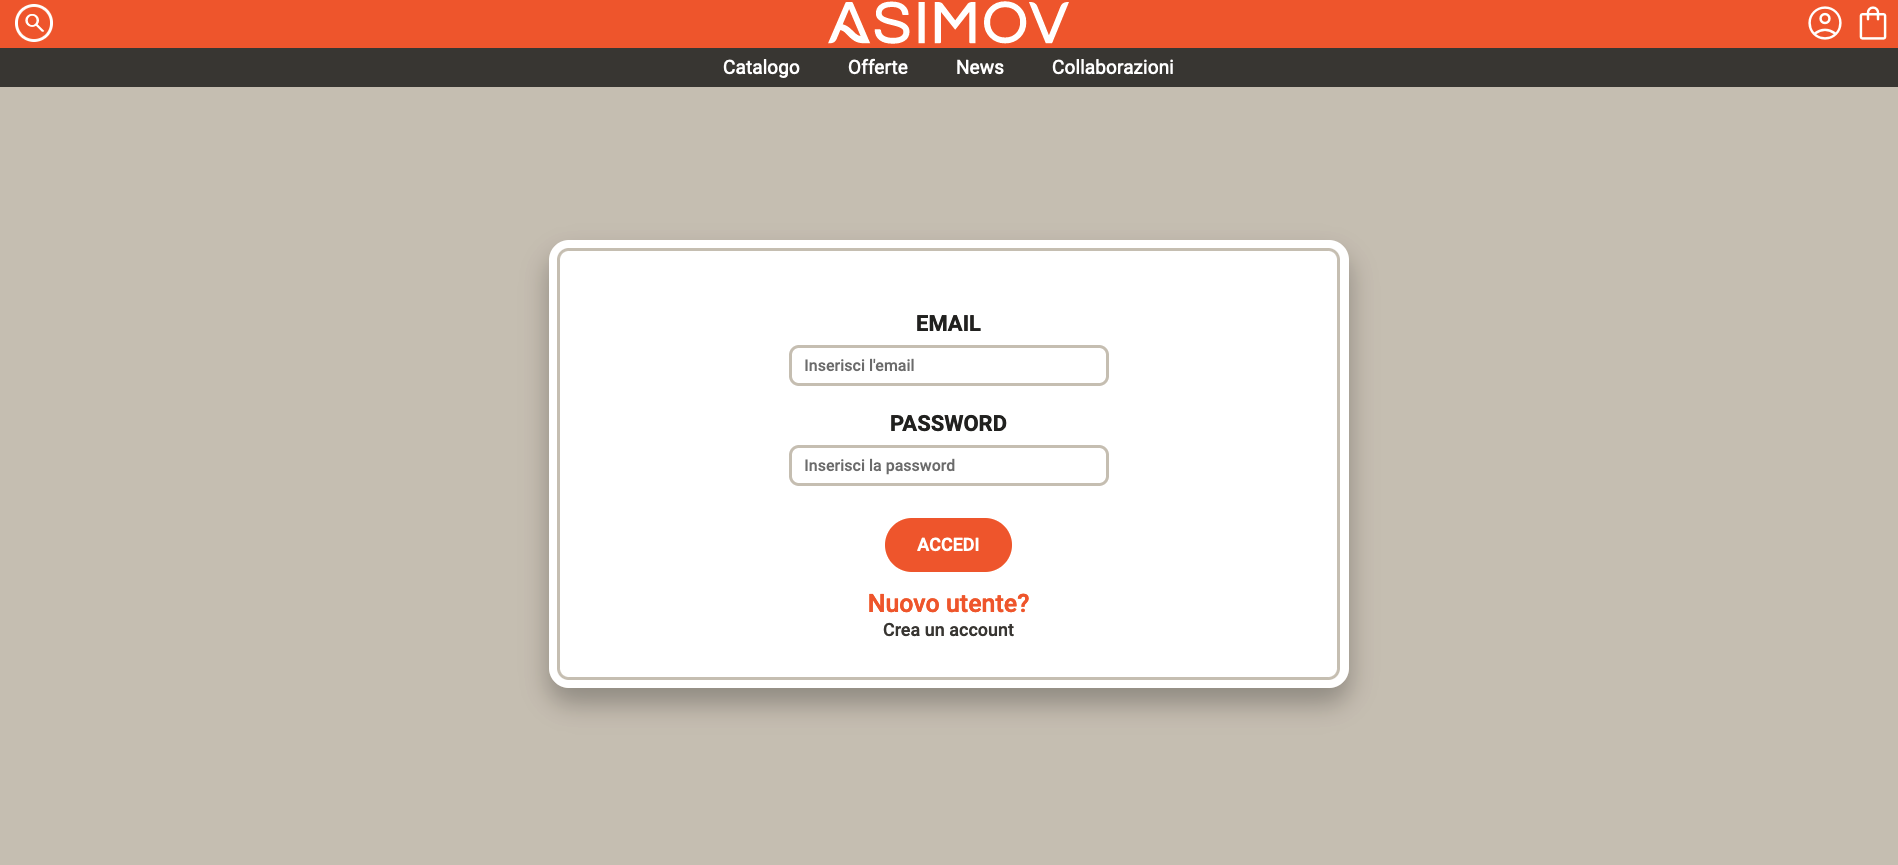 ASIMOV
Catalogo Offerte News Collaborazioni
EMAIL
Inserisci l'email
PASSWORD
Inserisci la password
ACCEDI
Nuovo utente?
Crea un account